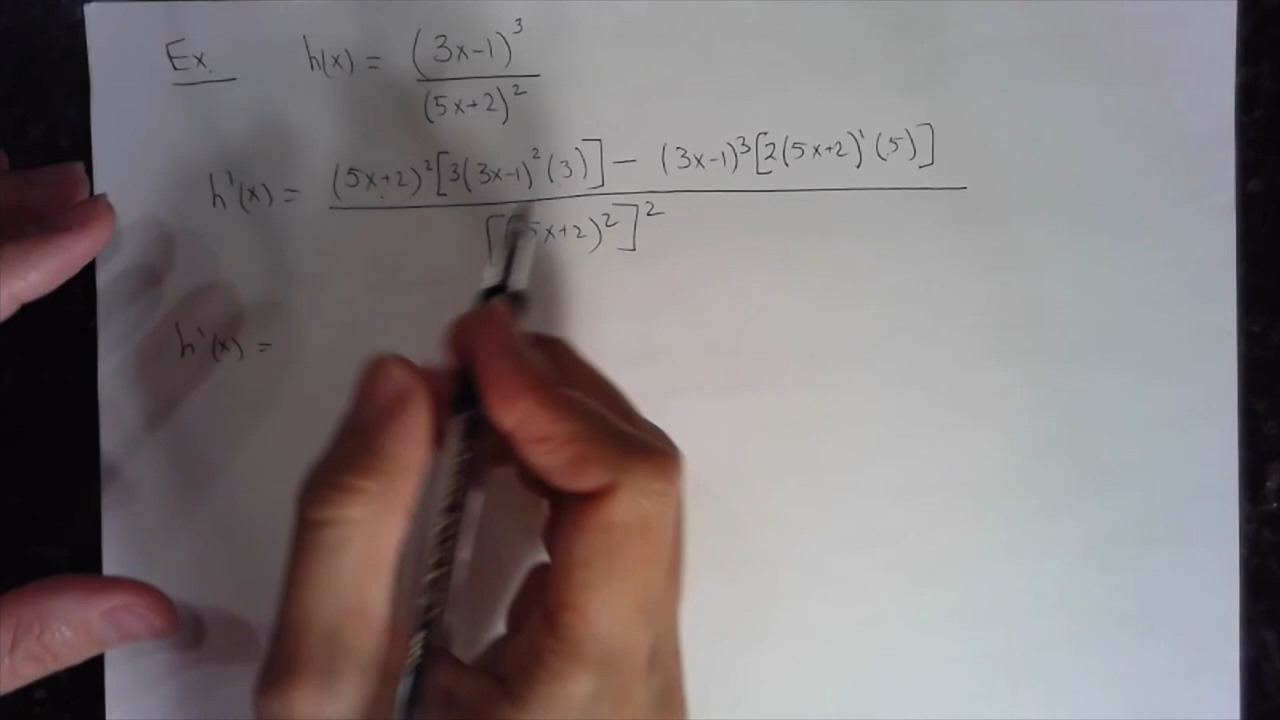 Ex. h(x) = (3x-1)^3 / (5x+2)^2
h'(x) = (5x+2)^2[3(3x-1)^2(3)] - (3x-1)^3[2(5x+2)^1(5)] / [(5x+2)^2]^2
h'(x) =